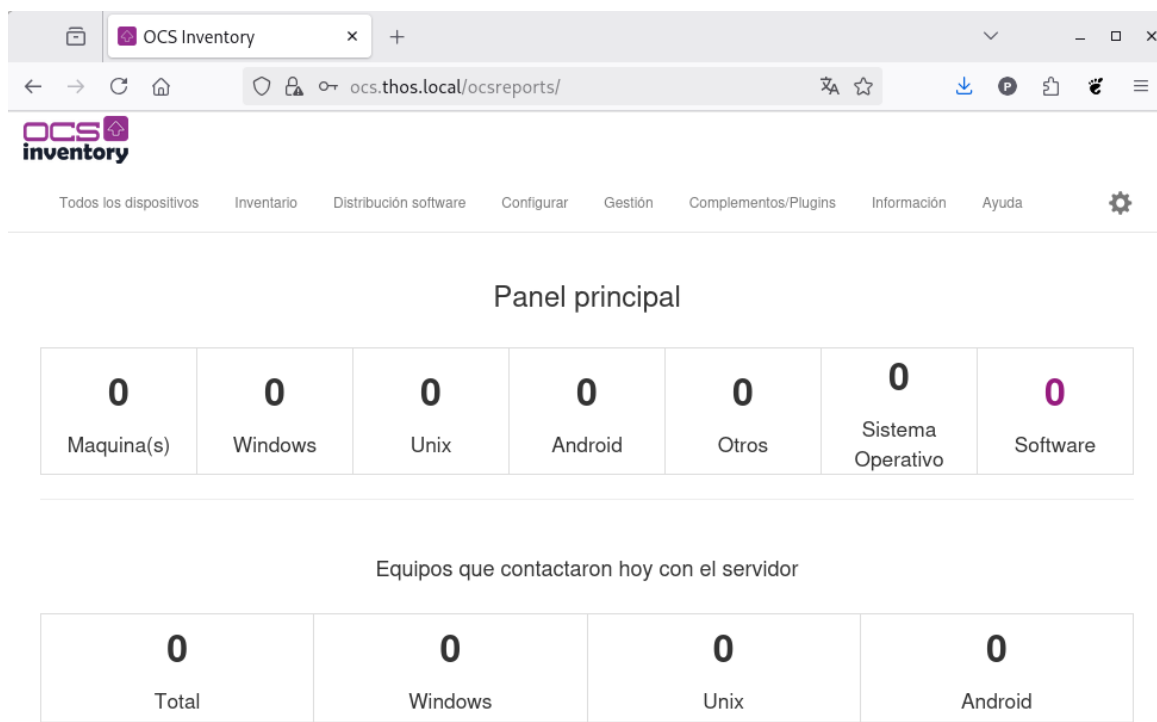 OCS Inventory
ocs.thos.local/ocsreports/
P
OCS
inventory
Todos los dispositivos Inventario Distribución software Configurar Gestión Complementos/Plugins Información Ayuda
Panel principal
0 0 0 0 0 0 0
Maquina(s) Windows Unix Android Otros Sistema Operativo Software
Equipos que contactaron hoy con el servidor
0 0 0 0
Total Windows Unix Android